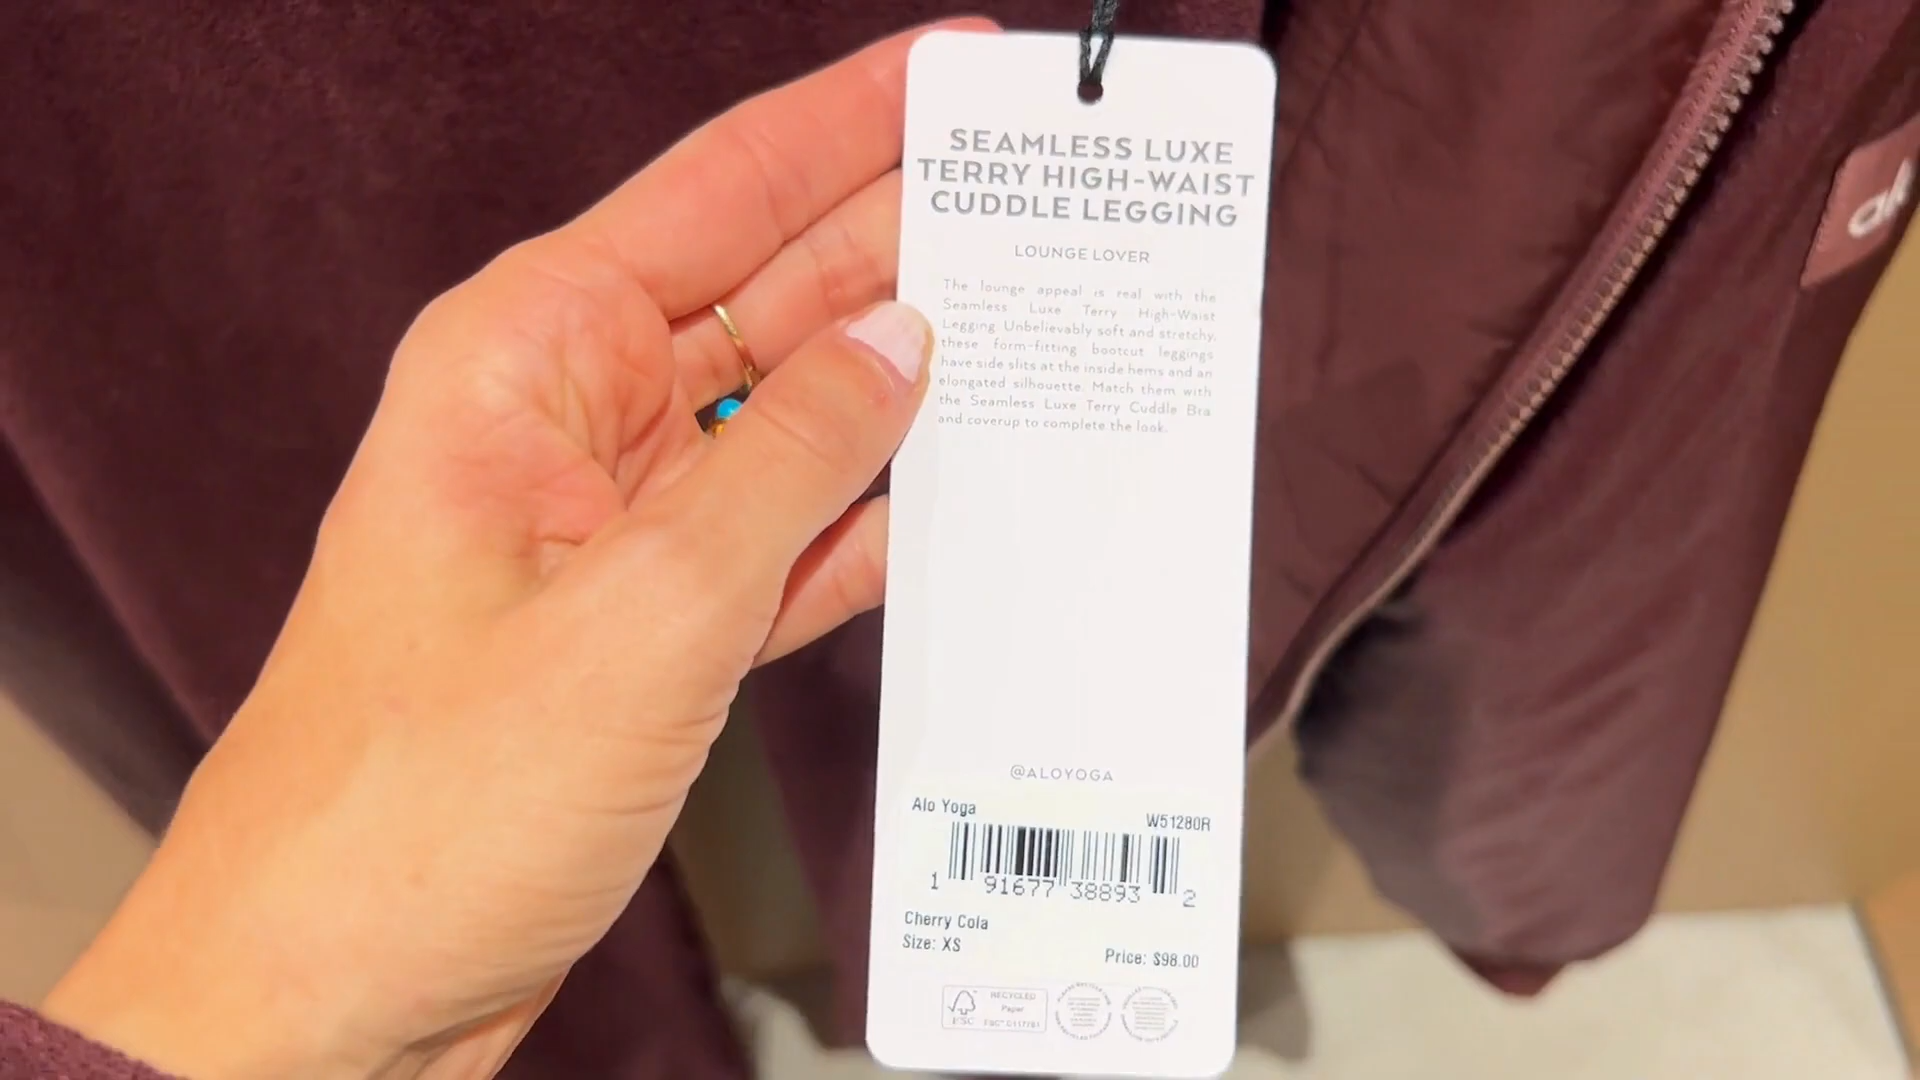 SEAMLESS LUXE
TERRY HIGH-WAIST
CUDDLE LEGGING
LOUNGE LOVER
The lounge appeal is real with the
Seamless Luxe Terry High-Waist
Legging. Unbelievably soft and stretchy,
these form-fitting bootcut leggings
have side slits at the inside hems and an
elongated silhouette. Match them with
the Seamless Luxe Terry Cuddle Bra
and coverup to complete the look.
@ALOYOGA
Alo Yoga
W51280R
1 91677 38893 2
Cherry Cola
Size: XS
Price: $98.00
RECYCLED
Paper
FSC